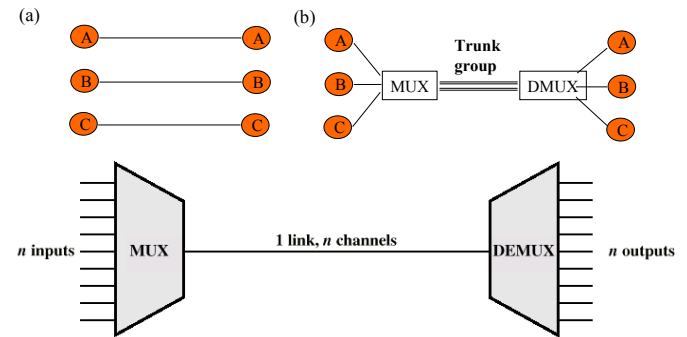 (a)
A A
B B
C C
(b)
A
B
C
MUX
Trunk
group
DMUX
A
B
C
n inputs
MUX
1 link, n channels
DEMUX
n outputs